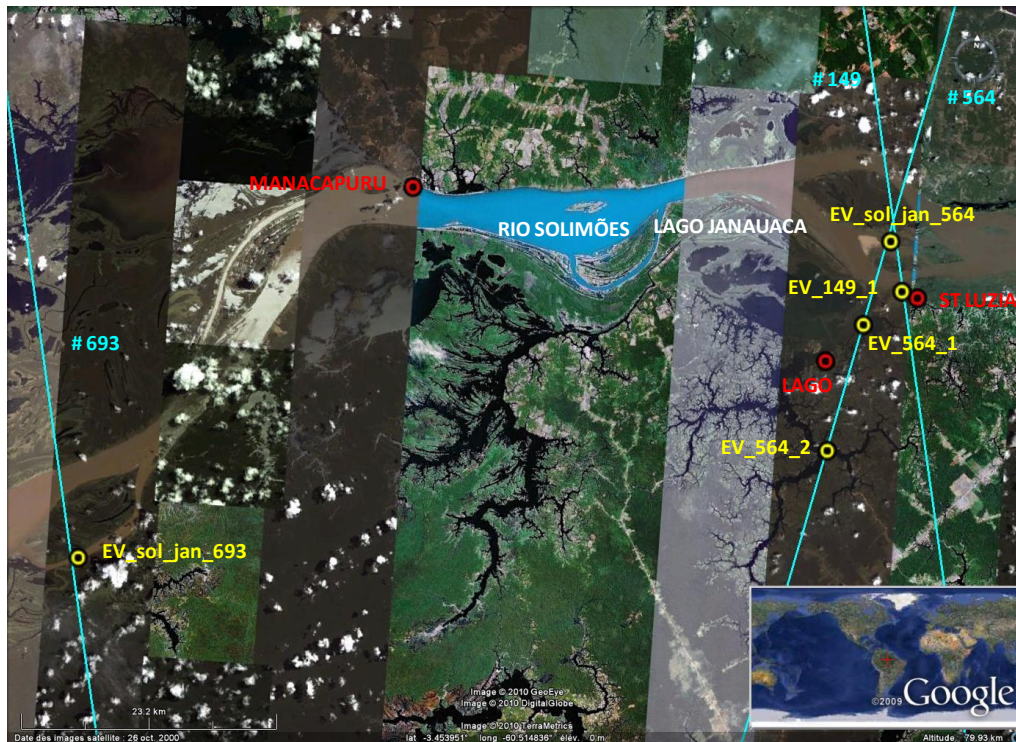 # 149
# 564
MANACAPURU
RIO SOLIMÕES
LAGO JANAUACA
EV_sol_jan_564
EV_149_1
ST LUZIA
# 693
EV_564_1
LAGO
EV_564_2
EV_sol_jan_693
Image © 2010 GeoEye
Image © 2010 DigitalGlobe
Image © 2010 TerraMetrics
©2009 Google
23.2 km
Date des images satellite : 26 oct. 2000
lat -3.453951° long -60.514836° élév. 0 m
Altitude 79.93 km